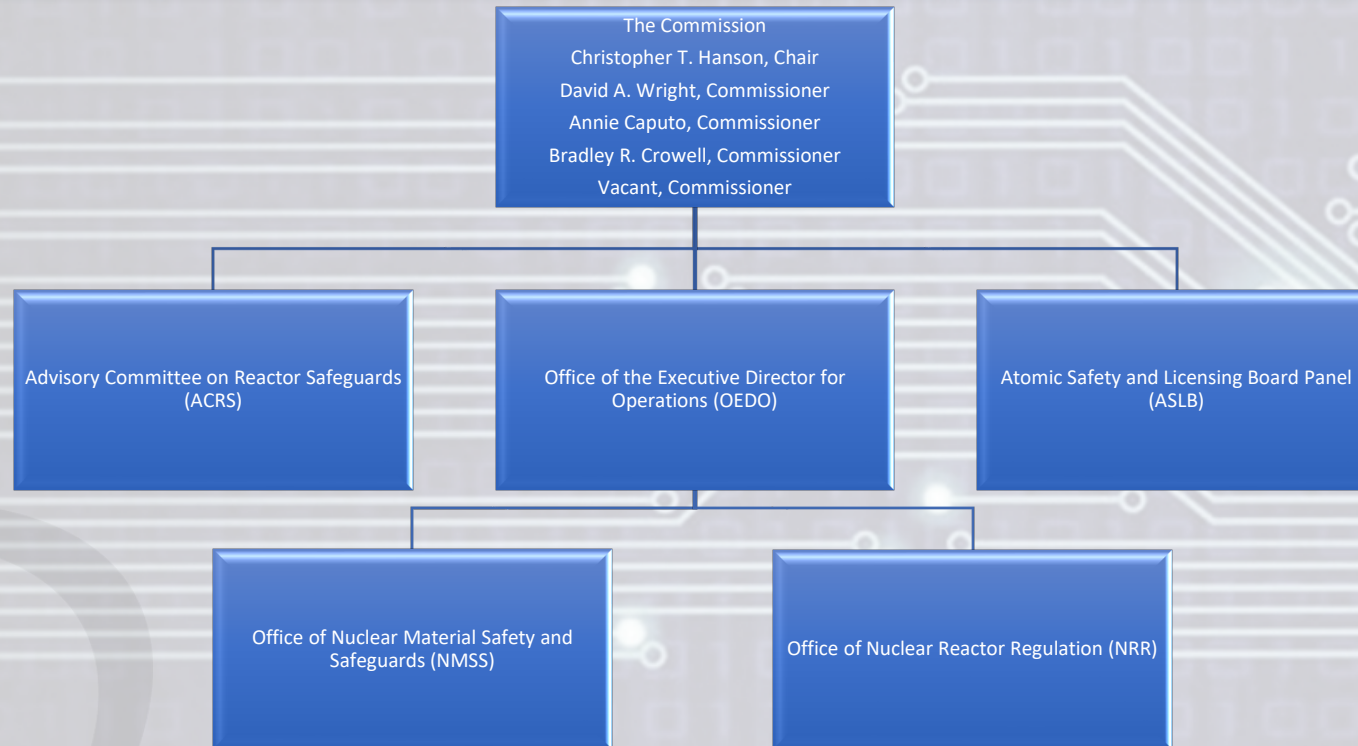 The Commission
Christopher T. Hanson, Chair
David A. Wright, Commissioner
Annie Caputo, Commissioner
Bradley R. Crowell, Commissioner
Vacant, Commissioner
Advisory Committee on Reactor Safeguards
(ACRS)
Office of the Executive Director for
Operations (OEDO)
Atomic Safety and Licensing Board Panel
(ASLB)
Office of Nuclear Material Safety and
Safeguards (NMSS)
Office of Nuclear Reactor Regulation (NRR)